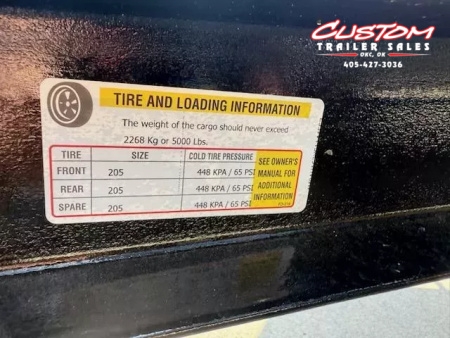 CUSTOM
TRAILER SALES
OKC, OK
405-427-3036
TIRE AND LOADING INFORMATION
The weight of the cargo should never exceed
2268 Kg or 5000 Lbs.
TIRE SIZE COLD TIRE PRESSURE SEE OWNER'S MANUAL FOR ADDITIONAL INFORMATION
FRONT 205 448 KPA / 65 PSI
REAR 205 448 KPA / 65 PSI
SPARE 205 448 KPA / 65 PSI